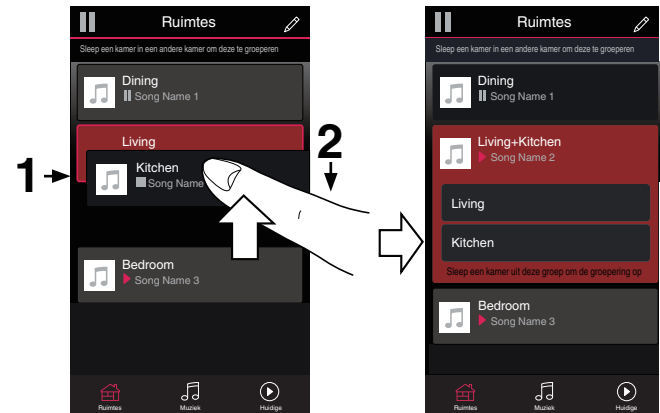 Ruimtes
Sleep een kamer in een andere kamer om deze te groeperen
Dining
Song Name 1
Living
Kitchen
Song Name
Bedroom
Song Name 3
Ruimtes
Muziek
Huidige
1
2
Ruimtes
Sleep een kamer in een andere kamer om deze te groeperen
Dining
Song Name 1
Living+Kitchen
Song Name 2
Living
Kitchen
Sleep een kamer uit deze groep om de groepering op
Bedroom
Song Name 3
Ruimtes
Muziek
Huidige